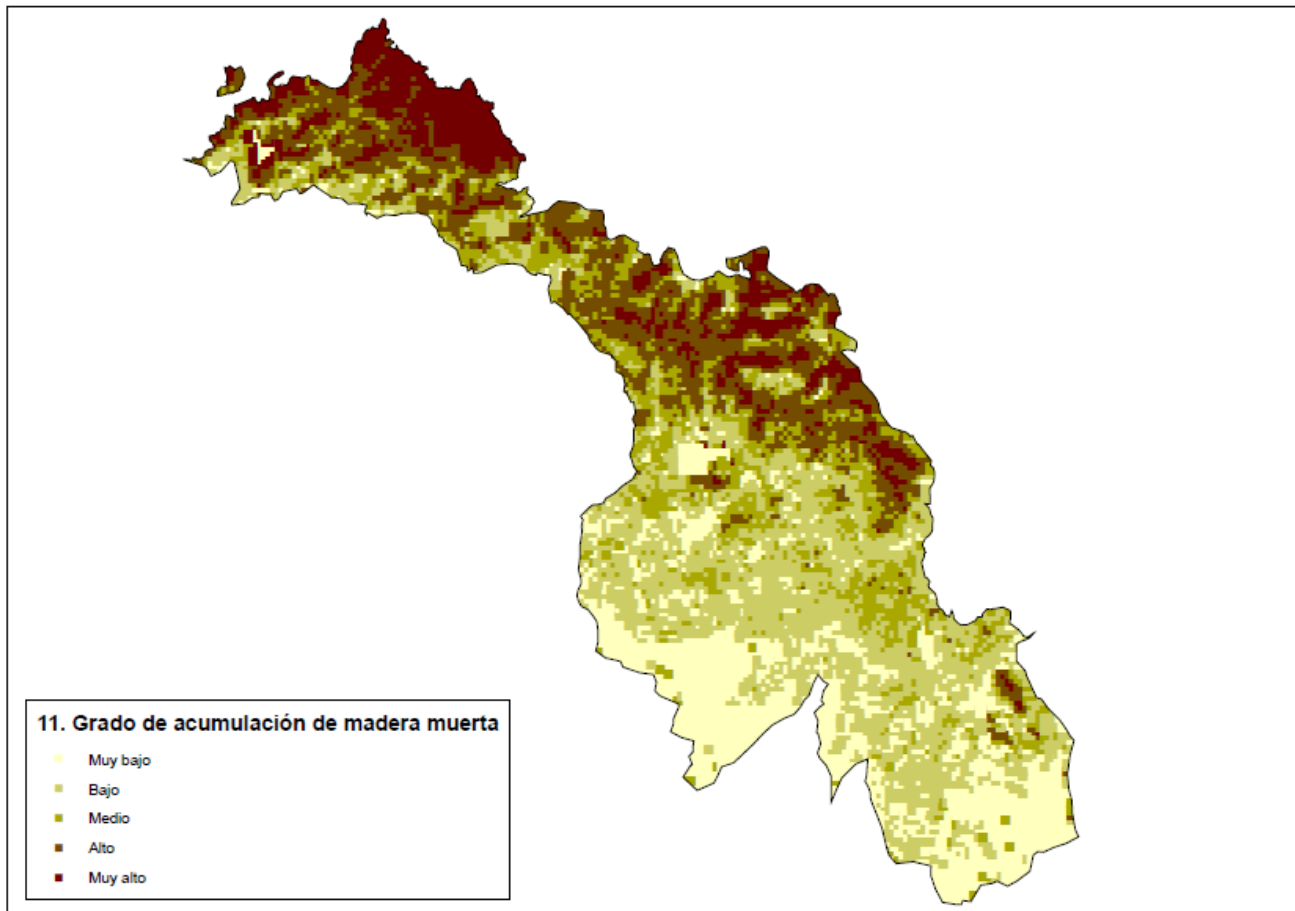 11. Grado de acumulación de madera muerta
Muy bajo
Bajo
Medio
Alto
Muy alto